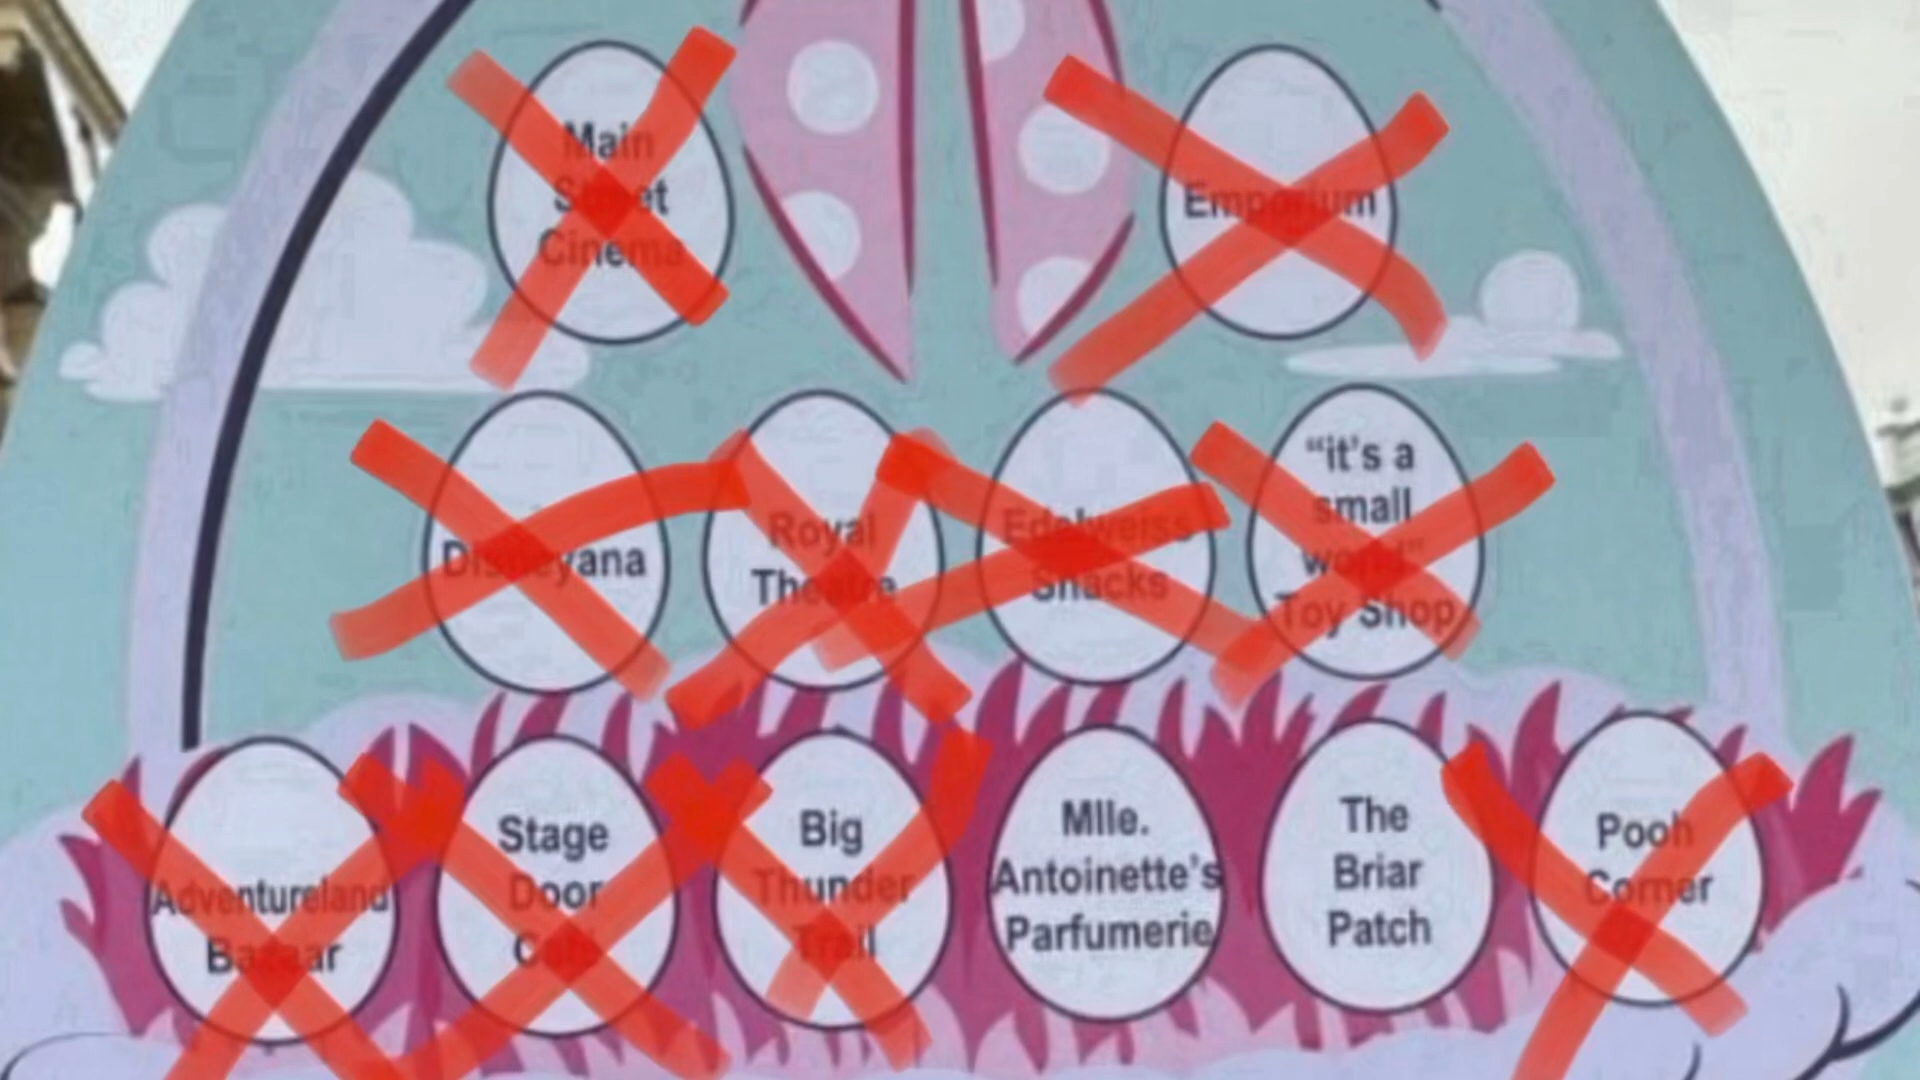 Main
Street
Cinema
Emporium
Disneyana
Royal
Theatre
Edelweiss
Snacks
“it’s a
small
world”
Toy Shop
Adventureland
Bazaar
Stage
Door
Café
Big
Thunder
Trail
Mlle.
Antoinette’s
Parfumerie
The
Briar
Patch
Pooh
Corner